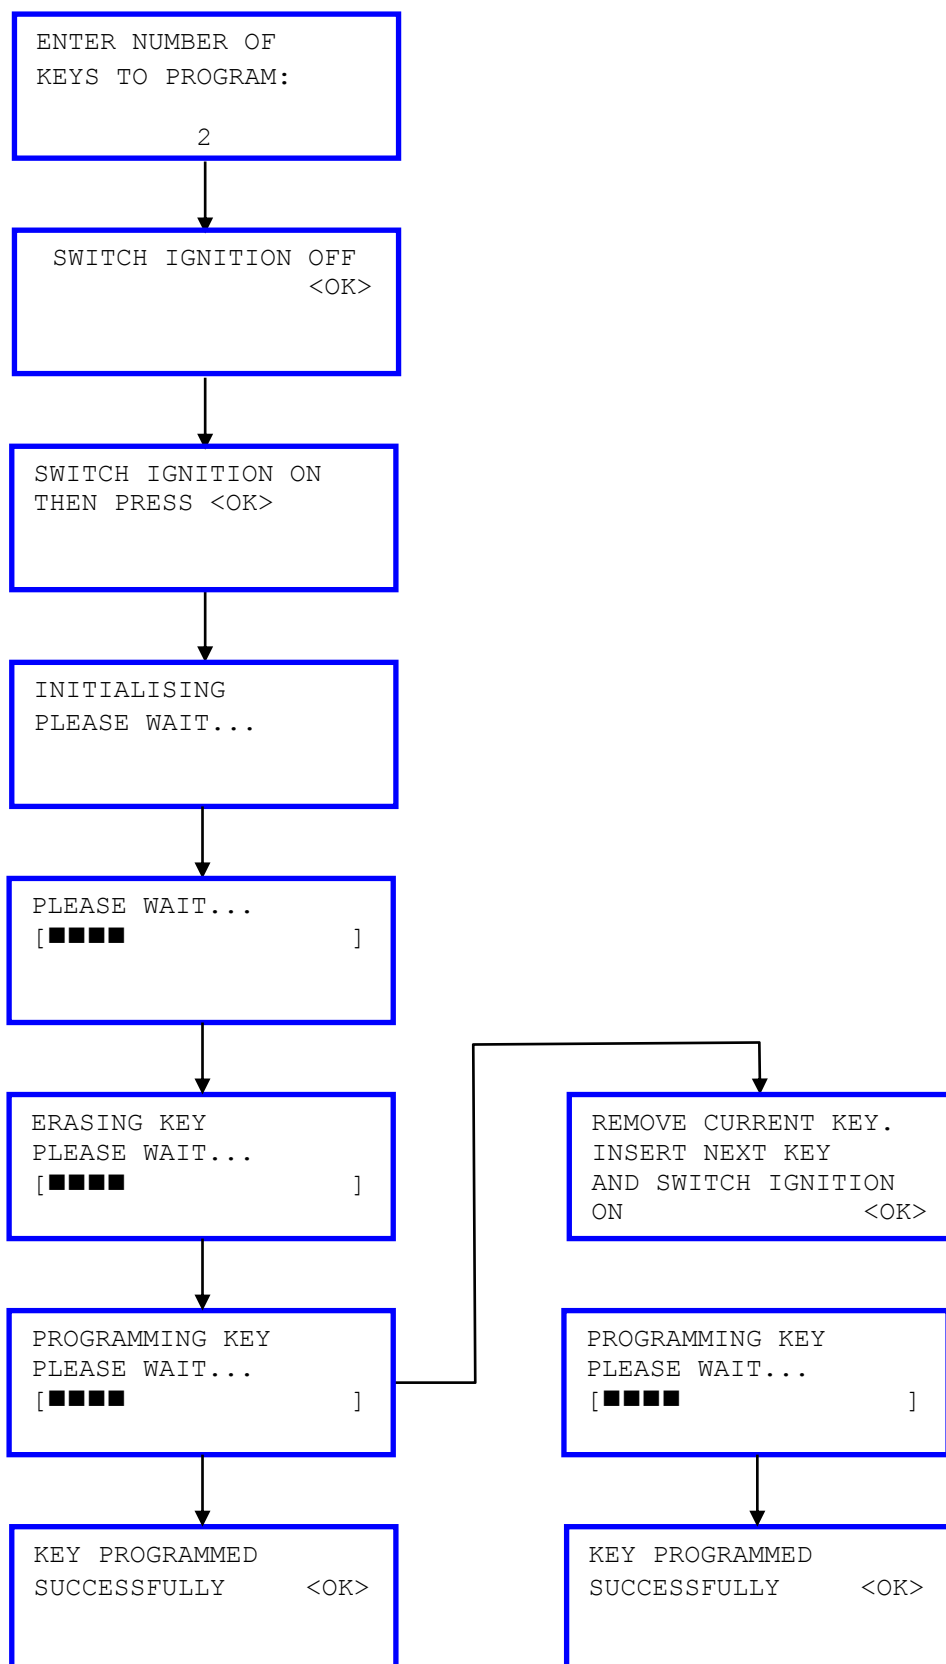 ENTER NUMBER OF
KEYS TO PROGRAM:
2
SWITCH IGNITION OFF
<OK>
SWITCH IGNITION ON
THEN PRESS <OK>
INITIALISING
PLEASE WAIT...
PLEASE WAIT...
[■■■■ ]
ERASING KEY
PLEASE WAIT...
[■■■■ ]
PROGRAMMING KEY
PLEASE WAIT...
[■■■■ ]
KEY PROGRAMMED
SUCCESSFULLY <OK>
REMOVE CURRENT KEY.
INSERT NEXT KEY
AND SWITCH IGNITION
ON <OK>
PROGRAMMING KEY
PLEASE WAIT...
[■■■■ ]
KEY PROGRAMMED
SUCCESSFULLY <OK>